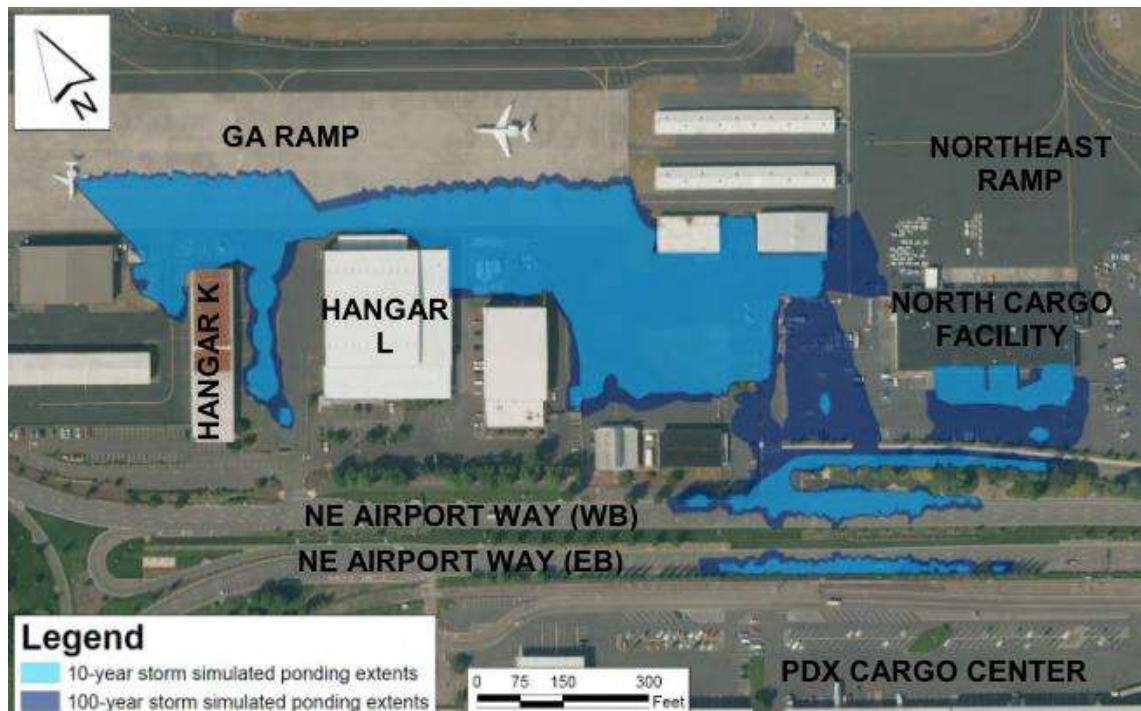 N
GA RAMP
NORTHEAST
RAMP
HANGAR K
HANGAR
L
NORTH CARGO
FACILITY
NE AIRPORT WAY (WB)
NE AIRPORT WAY (EB)
PDX CARGO CENTER
Legend
10-year storm simulated ponding extents
100-year storm simulated ponding extents
0 75 150 300
Feet